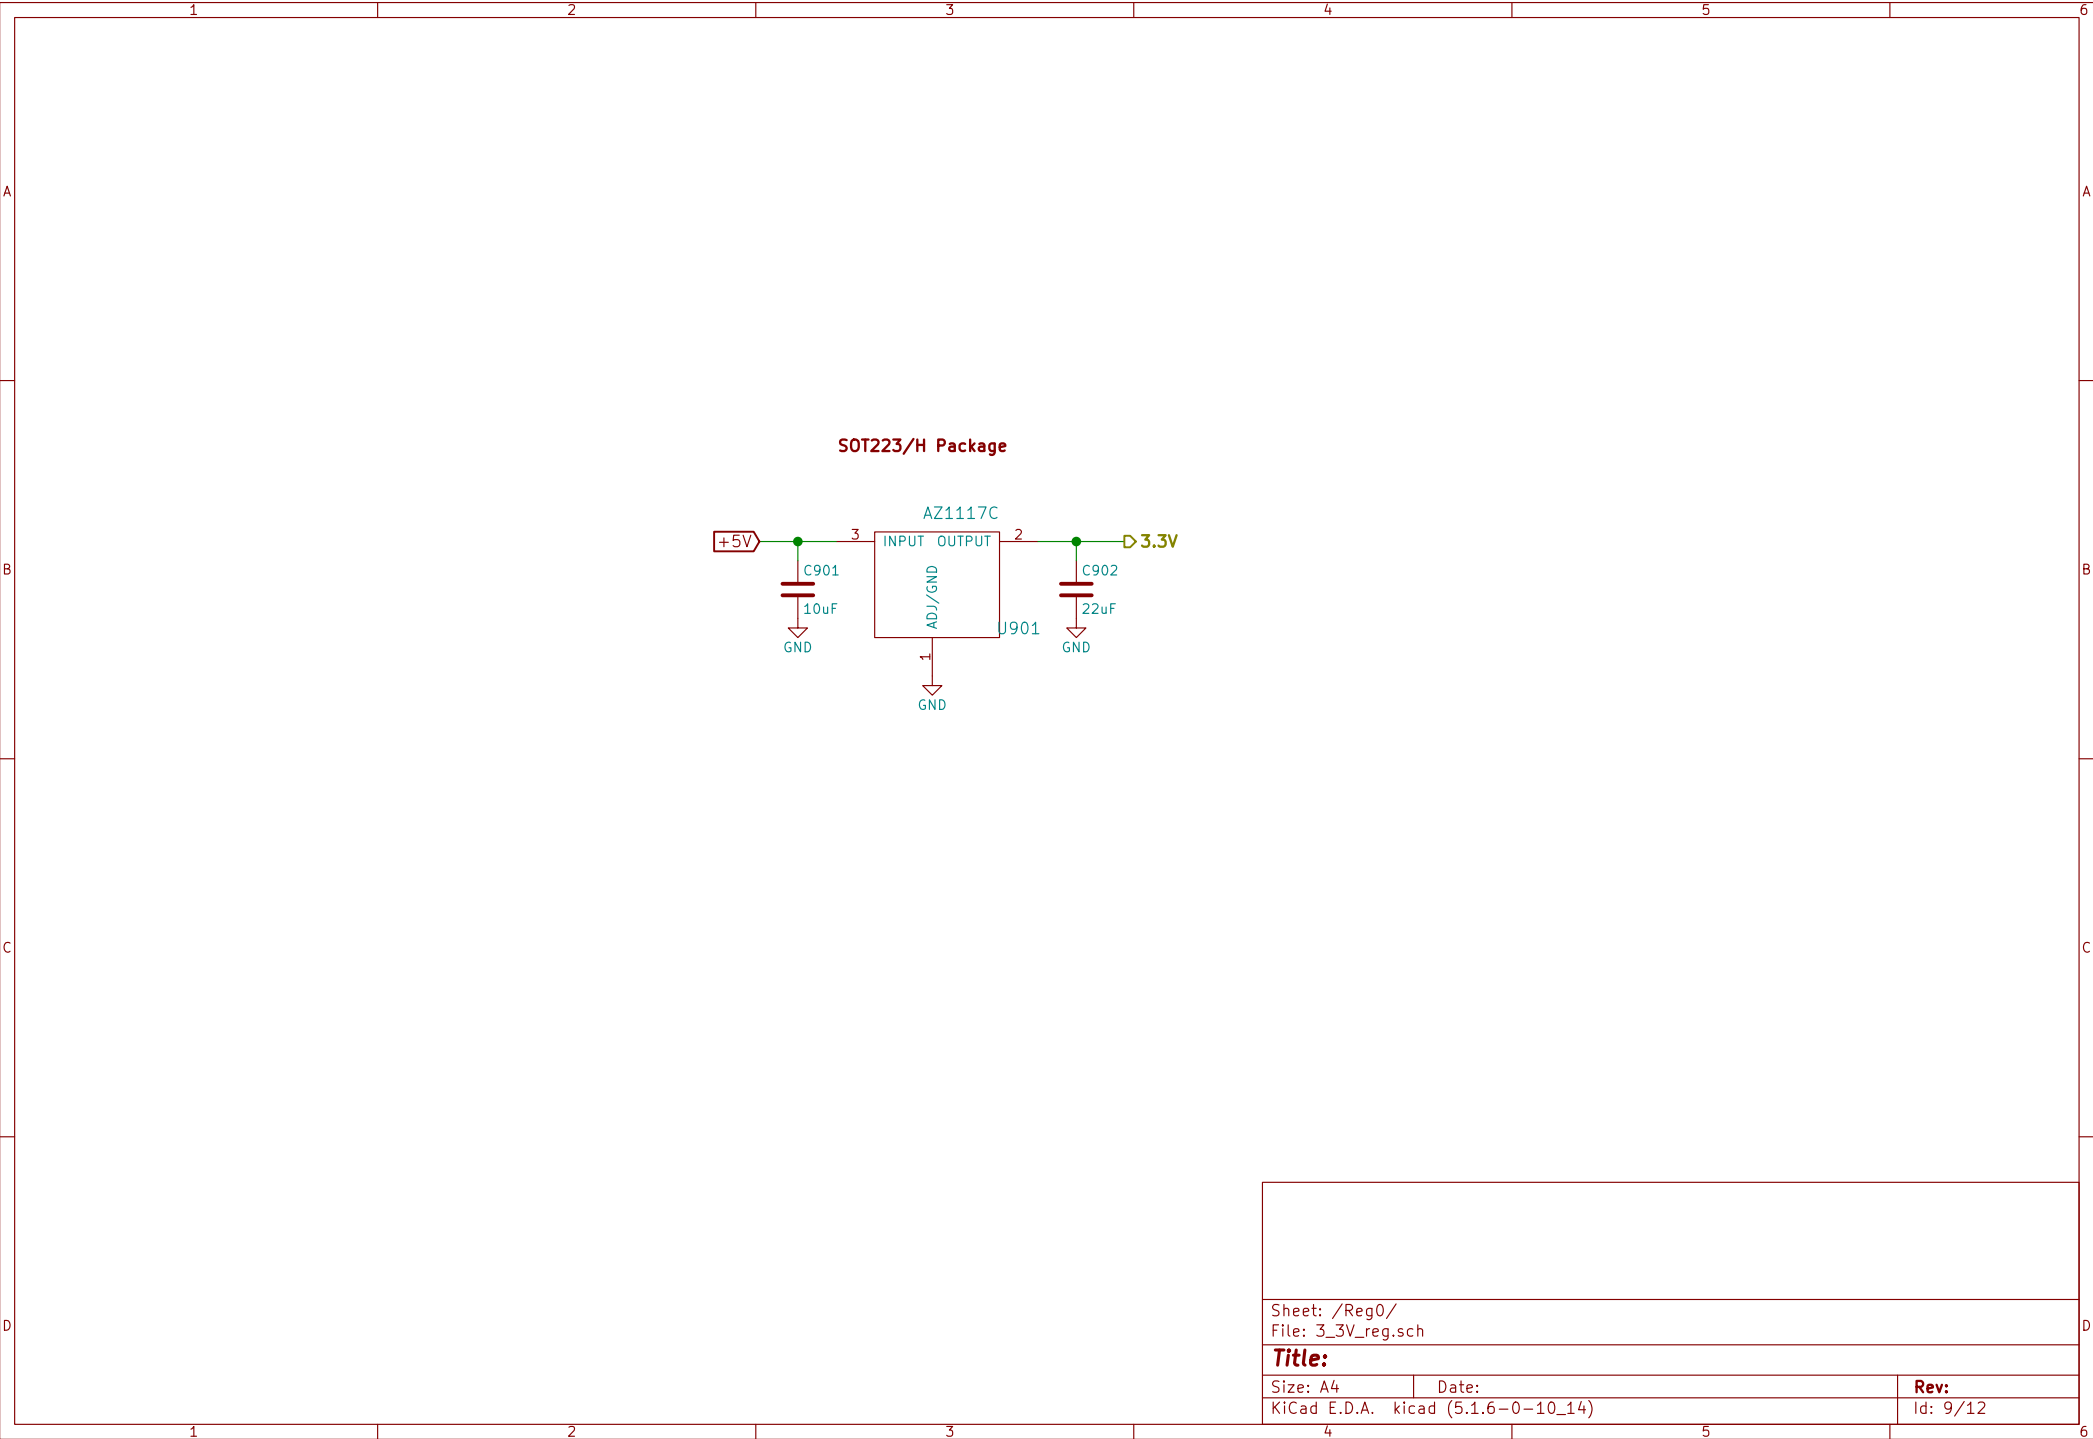 1 2 3 4 5 6
A A
SOT223/H Package
AZ1117C
+5V 3 INPUT OUTPUT 2 3.3V
B B
C901 C902
ADJ/GND
10uF 22uF
U901
GND GND
1
GND
C C
Sheet: /Reg0/
D D
File: 3_3V_reg.sch
Title:
Size: A4 Date: Rev:
KiCad E.D.A. kicad (5.1.6-0-10_14) Id: 9/12
1 2 3 4 5 6